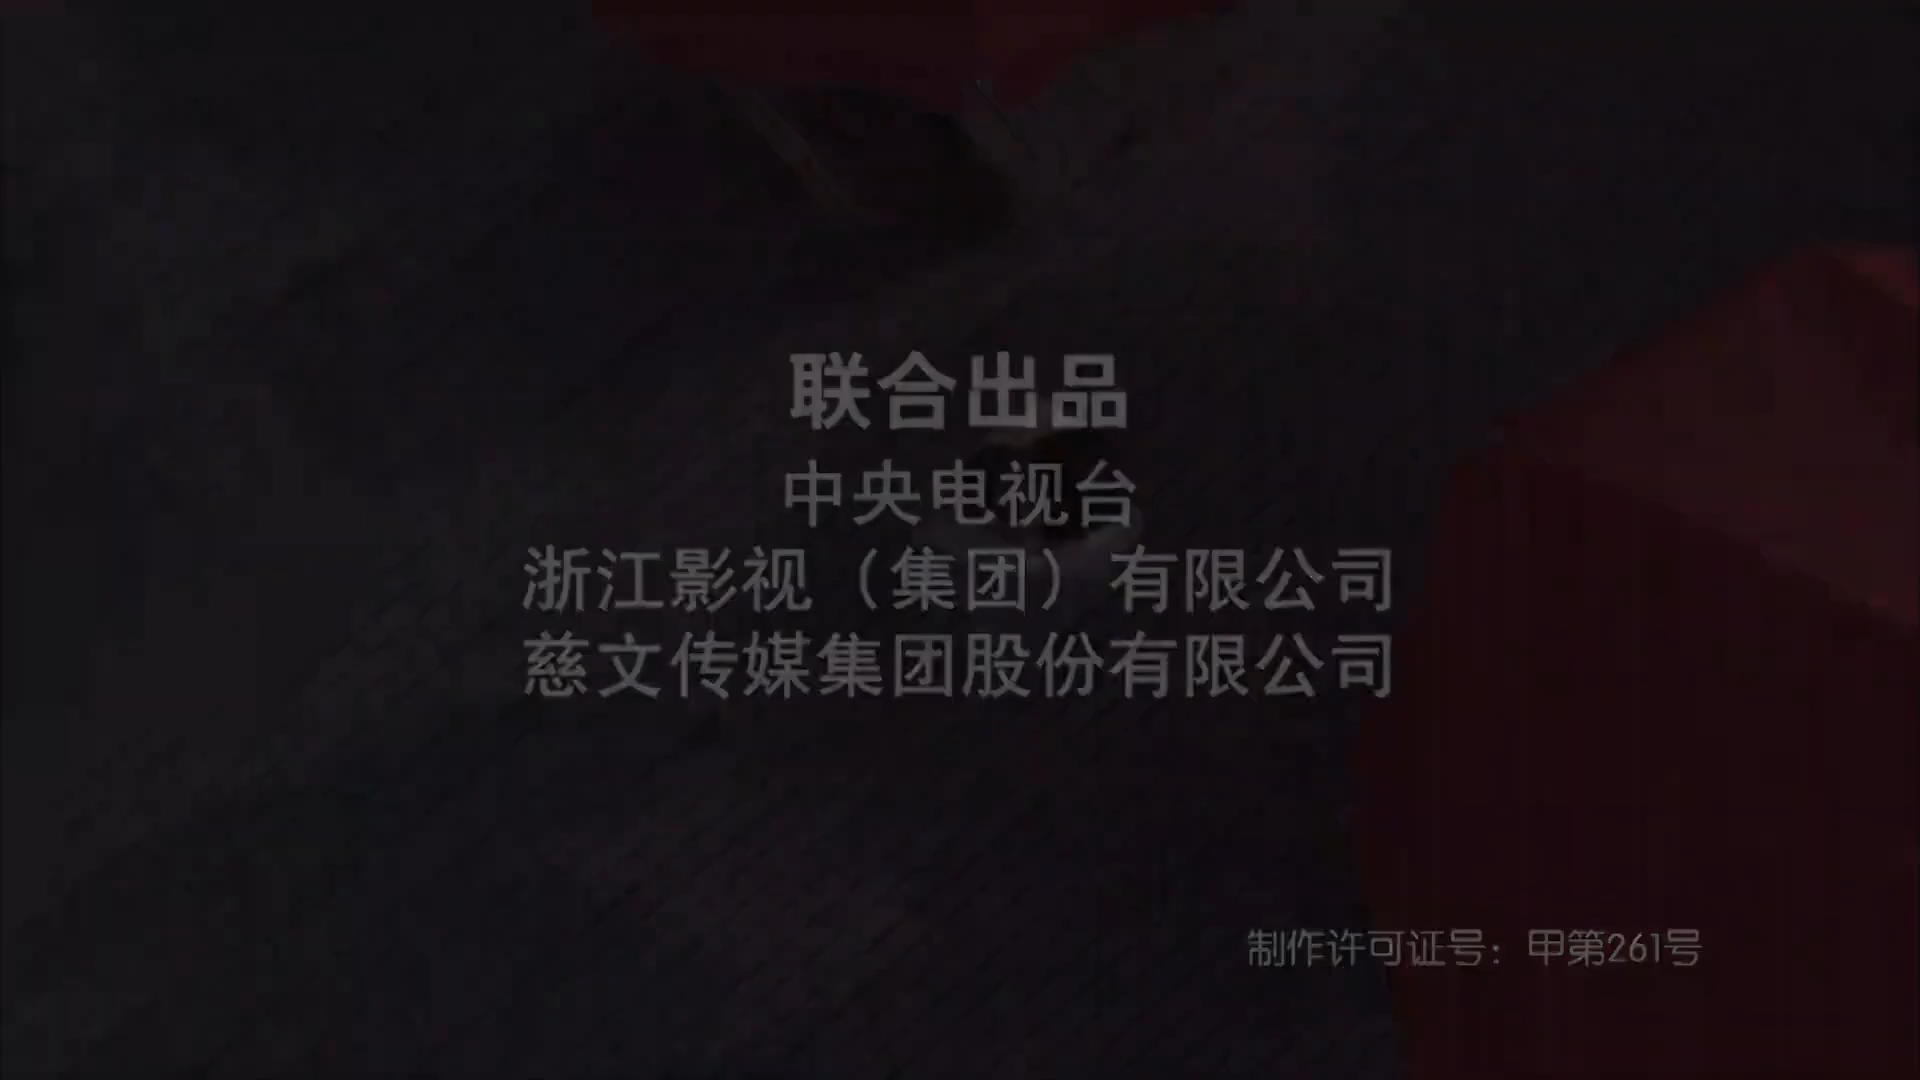 联合出品
中央电视台
浙江影视（集团）有限公司
慈文传媒集团股份有限公司
制作许可证号：甲第261号